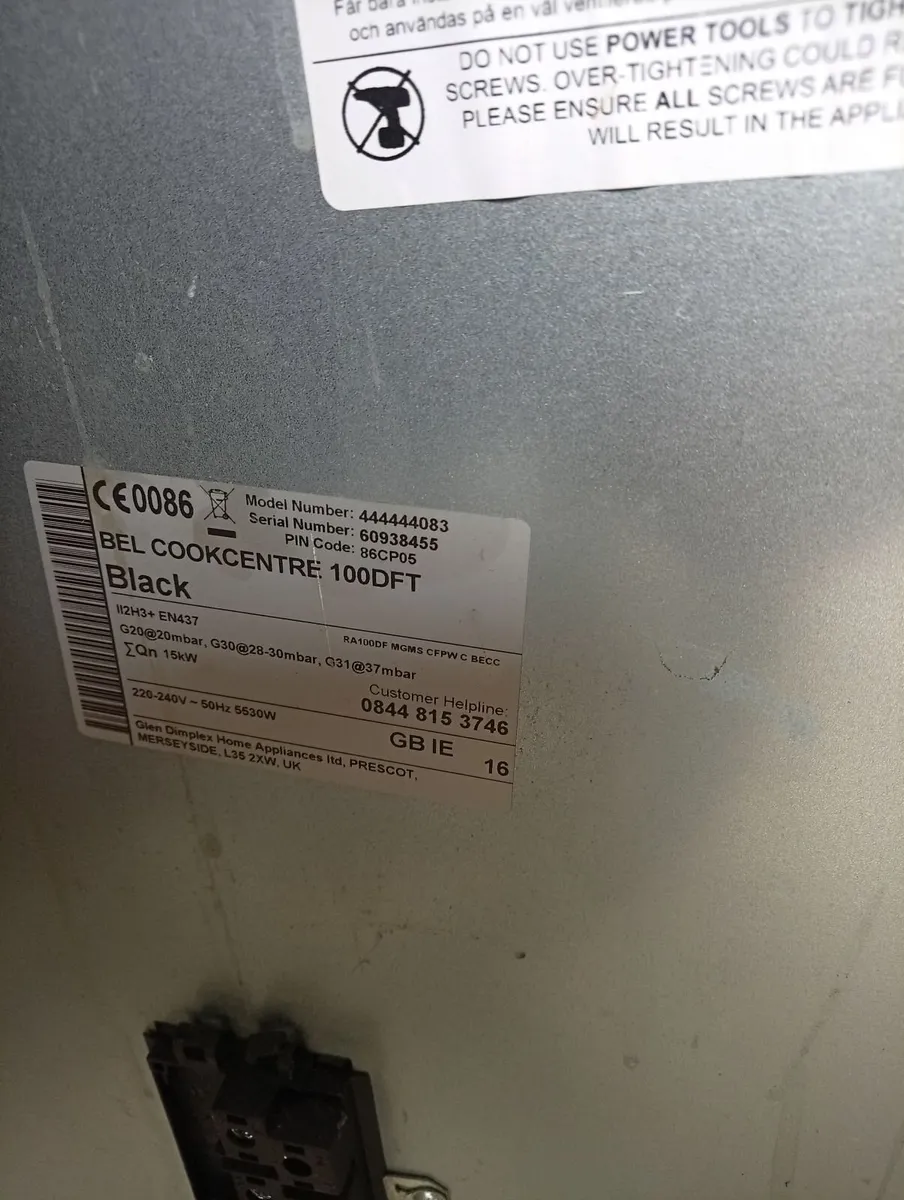 Får bara
och användas på en väl
DO NOT USE POWER TOOLS TO TIGH
SCREWS. OVER-TIGHTENING COULD R
PLEASE ENSURE ALL SCREWS ARE F
WILL RESULT IN THE APPLI
CE0086
Model Number: 444444083
Serial Number: 60938455
PIN Code: 86CP05
BEL COOKCENTRE 100DFT
Black
II2H3+ EN437
RA100DF MGMS CFPW C BECC
G20@20mbar, G30@28-30mbar, G31@37mbar
∑Qn 15kW
Customer Helpline:
0844 815 3746
220-240V ~ 50Hz 5530W
GB IE
16
Glen Dimplex Home Appliances ltd, PRESCOT,
MERSEYSIDE, L35 2XW, UK